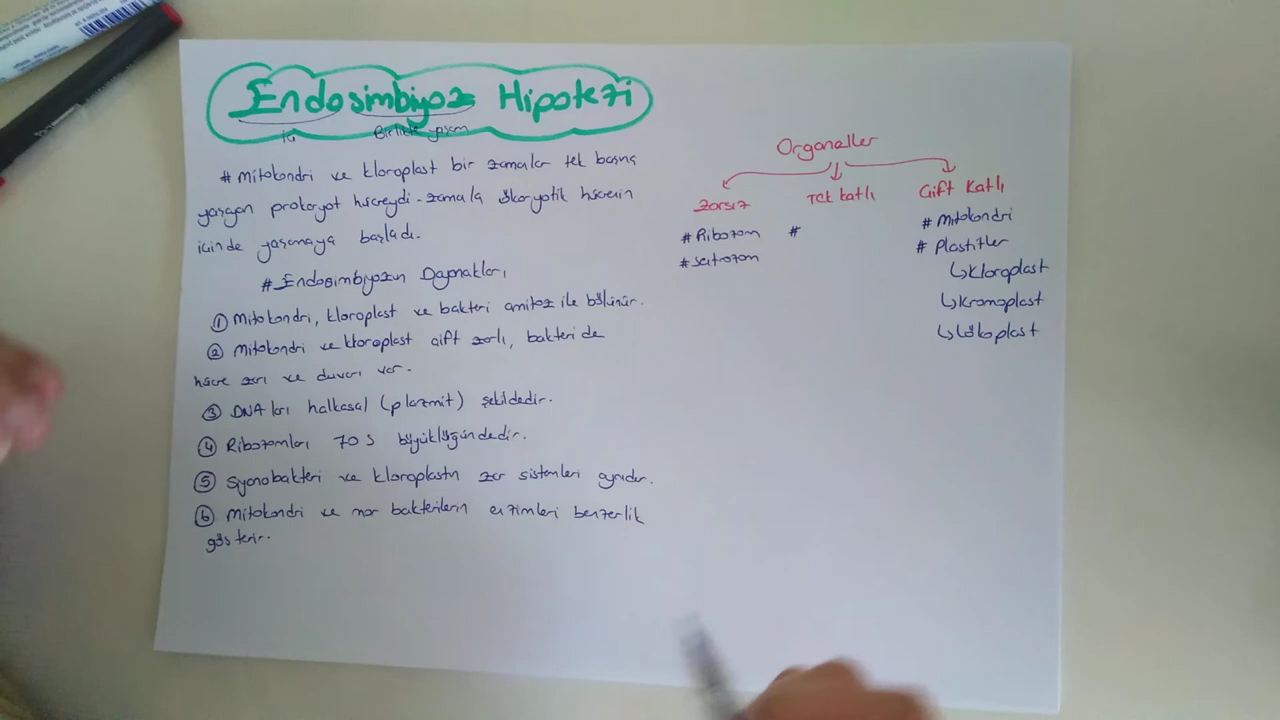 Endosimbiyoz Hipotezi
iç Birlikte yaşam
# Mitokondri ve kloroplast bir zamanlar tek başına
yaşayan prokaryot hücreydi. zamanla ökaryotik hücrenin
içinde yaşamaya başladı.
# Endosimbiyozun Dayanakları
① Mitokondri, kloroplast ve bakteri amitoz ile bölünür.
② Mitokondri ve kloroplast çift zarlı, bakteride
hücre zarı ve duvarı var.
③ DNA ları halkasal (plazmit) şekildedir.
④ Ribozomları 70 S büyüklüğündedir.
⑤ Siyanobakteri ve kloroplastın zar sistemleri aynıdır.
⑥ Mitokondri ve mor bakterilerin enzimleri benzerlik
gösterir.
Organeller
Zarsız
# Ribozom
# Sentrozom
Tek katlı
#
Çift Katlı
# Mitokondri
# Plastitler
↳ Kloroplast
↳ Kromoplast
↳ Lökoplast